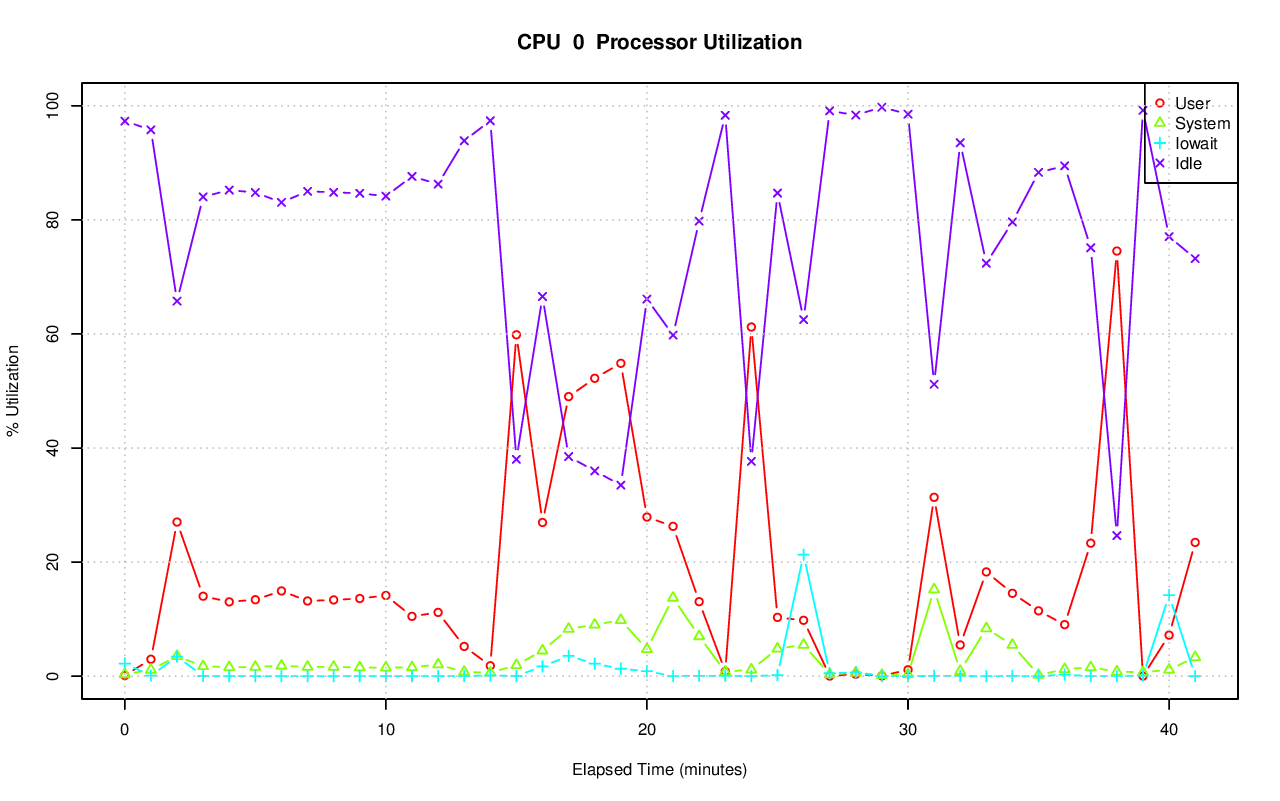 CPU 0 Processor Utilization
100
80
60
40
20
0
% Utilization
User
System
Iowait
Idle
0 10 20 30 40
Elapsed Time (minutes)